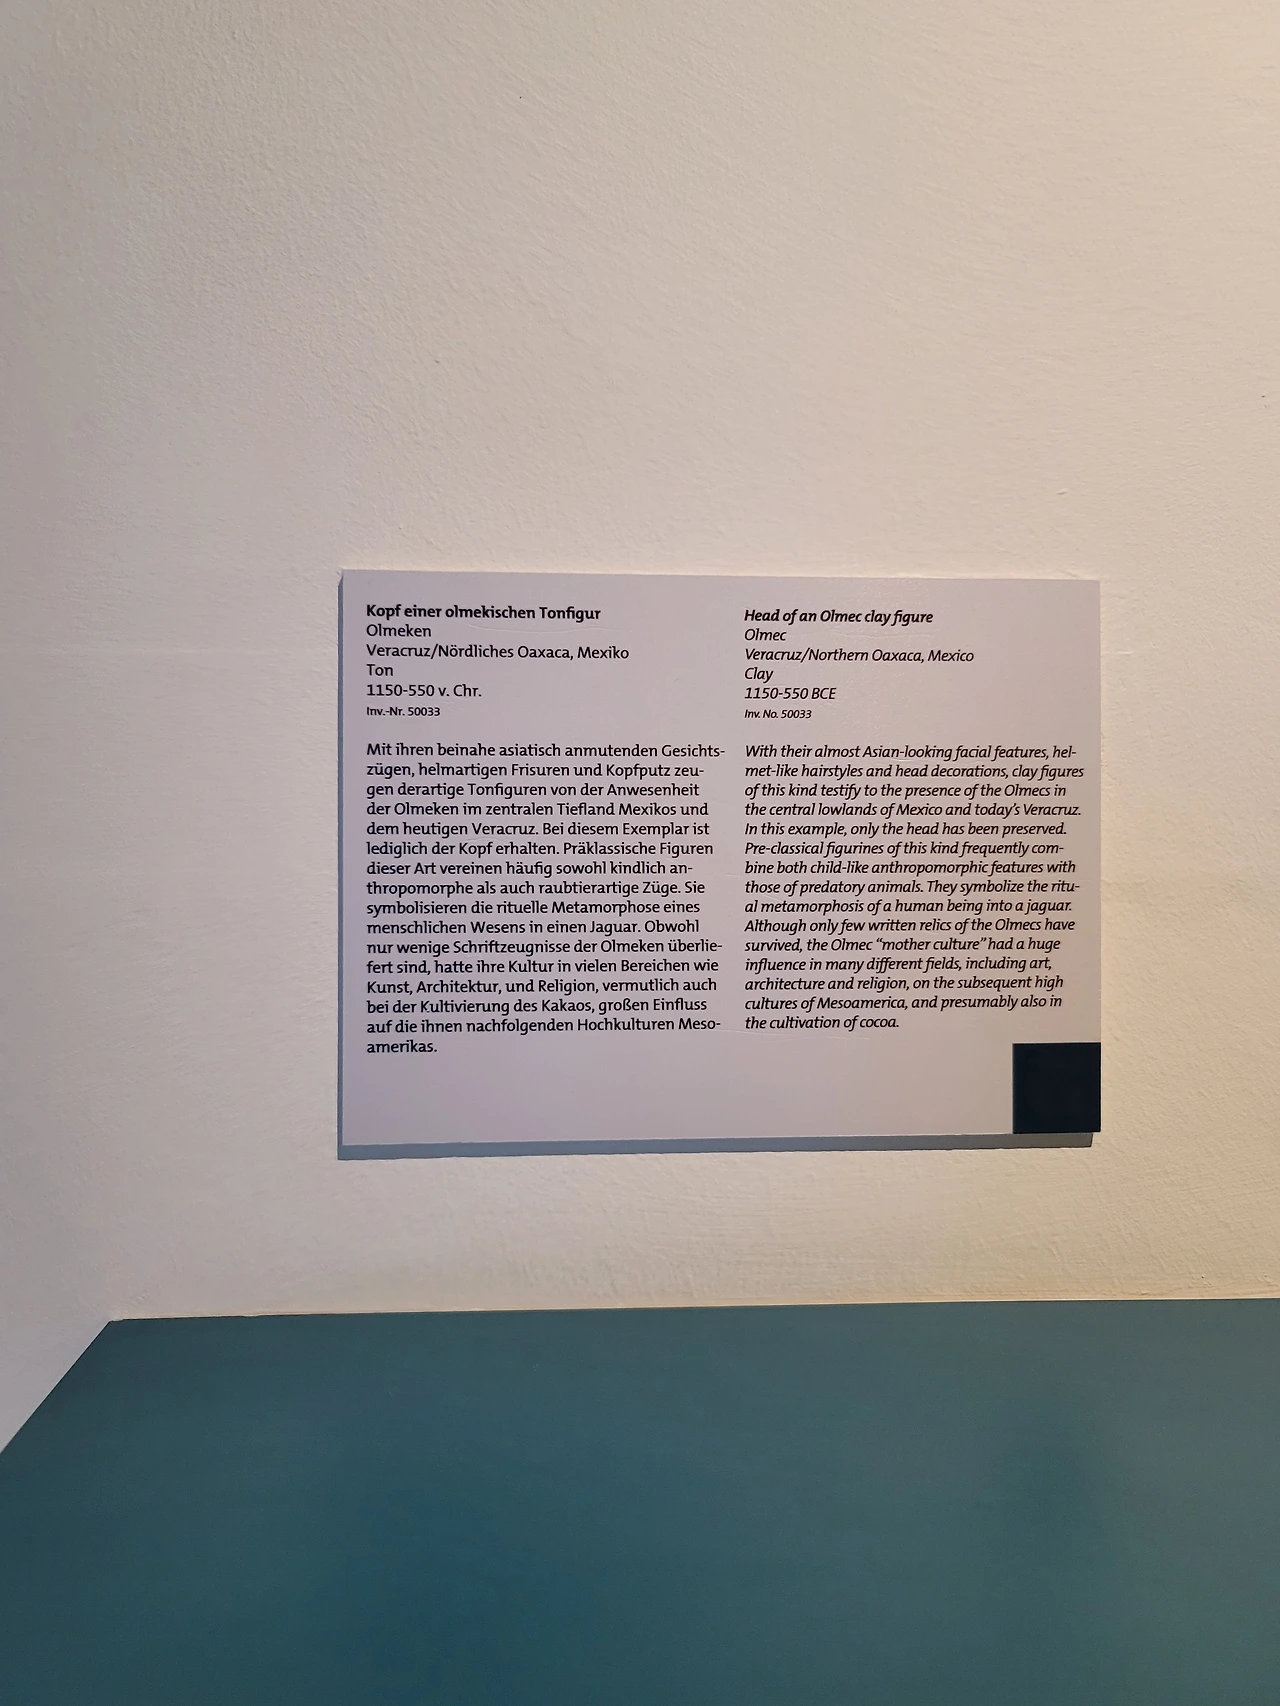 Kopf einer olmekischen Tonfigur
Olmeken
Veracruz/Nördliches Oaxaca, Mexiko
Ton
1150-550 v. Chr.
Inv.-Nr. 50033
Mit ihren beinahe asiatisch anmutenden Gesichts-
zügen, helmartigen Frisuren und Kopfputz zeu-
gen derartige Tonfiguren von der Anwesenheit
der Olmeken im zentralen Tiefland Mexikos und
dem heutigen Veracruz. Bei diesem Exemplar ist
lediglich der Kopf erhalten. Präklassische Figuren
dieser Art vereinen häufig sowohl kindlich an-
thropomorphe als auch raubtierartige Züge. Sie
symbolisieren die rituelle Metamorphose eines
menschlichen Wesens in einen Jaguar. Obwohl
nur wenige Schriftzeugnisse der Olmeken überlie-
fert sind, hatte ihre Kultur in vielen Bereichen wie
Kunst, Architektur, und Religion, vermutlich auch
bei der Kultivierung des Kakaos, großen Einfluss
auf die ihnen nachfolgenden Hochkulturen Meso-
amerikas.
Head of an Olmec clay figure
Olmec
Veracruz/Northern Oaxaca, Mexico
Clay
1150-550 BCE
Inv. No. 50033
With their almost Asian-looking facial features, hel-
met-like hairstyles and head decorations, clay figures
of this kind testify to the presence of the Olmecs in
the central lowlands of Mexico and today's Veracruz.
In this example, only the head has been preserved.
Pre-classical figurines of this kind frequently com-
bine both child-like anthropomorphic features with
those of predatory animals. They symbolize the ritu-
al metamorphosis of a human being into a jaguar.
Although only few written relics of the Olmecs have
survived, the Olmec “mother culture” had a huge
influence in many different fields, including art,
architecture and religion, on the subsequent high
cultures of Mesoamerica, and presumably also in
the cultivation of cocoa.